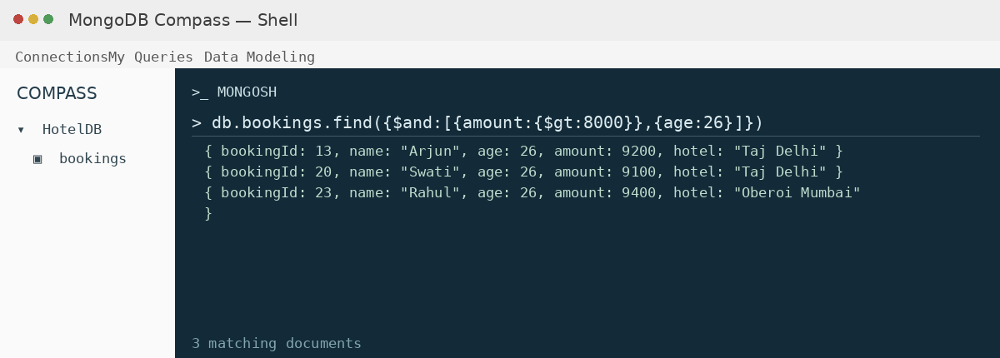 MongoDB Compass — Shell
Connections My Queries Data Modeling
COMPASS
▾ HotelDB
▣ bookings
>_ MONGOSH
> db.bookings.find({$and:[{amount:{$gt:8000}},{age:26}]})
{ bookingId: 13, name: "Arjun", age: 26, amount: 9200, hotel: "Taj Delhi" }
{ bookingId: 20, name: "Swati", age: 26, amount: 9100, hotel: "Taj Delhi" }
{ bookingId: 23, name: "Rahul", age: 26, amount: 9400, hotel: "Oberoi Mumbai"
}
3 matching documents